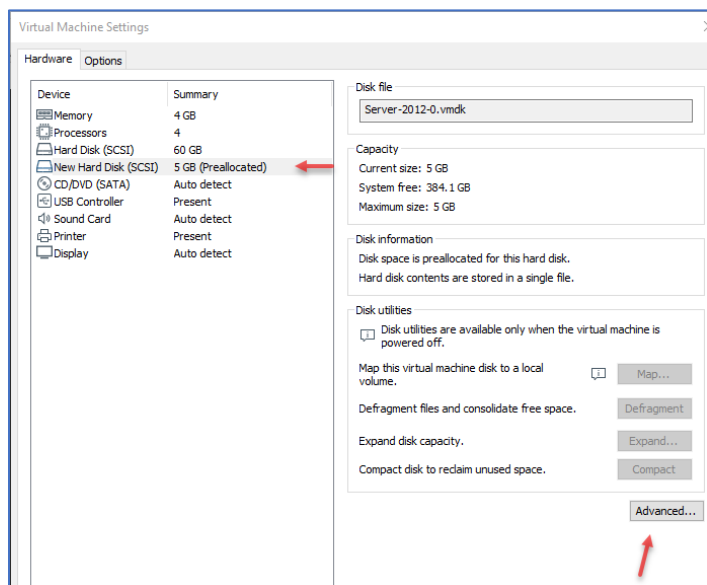 Virtual Machine Settings
Hardware Options
Device Summary
Memory 4 GB
Processors 4
Hard Disk (SCSI) 60 GB
New Hard Disk (SCSI) 5 GB (Preallocated)
CD/DVD (SATA) Auto detect
USB Controller Present
Sound Card Auto detect
Printer Present
Display Auto detect
Disk file
Server-2012-0.vmdk
Capacity
Current size: 5 GB
System free: 384.1 GB
Maximum size: 5 GB
Disk information
Disk space is preallocated for this hard disk.
Hard disk contents are stored in a single file.
Disk utilities
Disk utilities are available only when the virtual machine is
powered off.
Map this virtual machine disk to a local
volume.
Map...
Defragment files and consolidate free space. Defragment
Expand disk capacity. Expand...
Compact disk to reclaim unused space. Compact
Advanced...